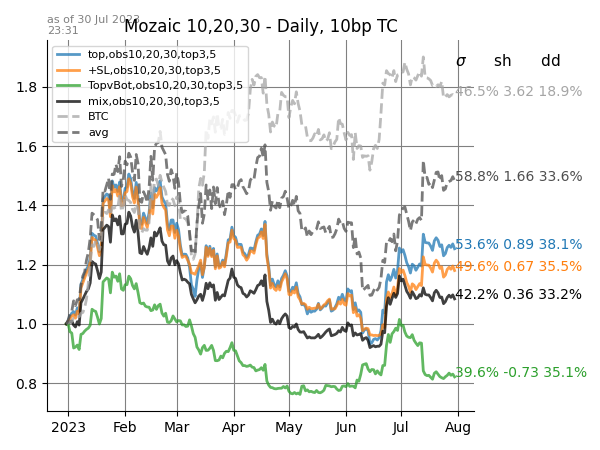 as of 30 Jul 2023
23:31
Mozaic 10,20,30 - Daily, 10bp TC
top,obs10,20,30,top3,5
+SL,obs10,20,30,top3,5
TopvBot,obs10,20,30,top3,5
mix,obs10,20,30,top3,5
BTC
avg
σ sh dd
46.5% 3.62 18.9%
58.8% 1.66 33.6%
53.6% 0.89 38.1%
49.6% 0.67 35.5%
42.2% 0.36 33.2%
39.6% -0.73 35.1%
1.8
1.6
1.4
1.2
1.0
0.8
2023 Feb Mar Apr May Jun Jul Aug